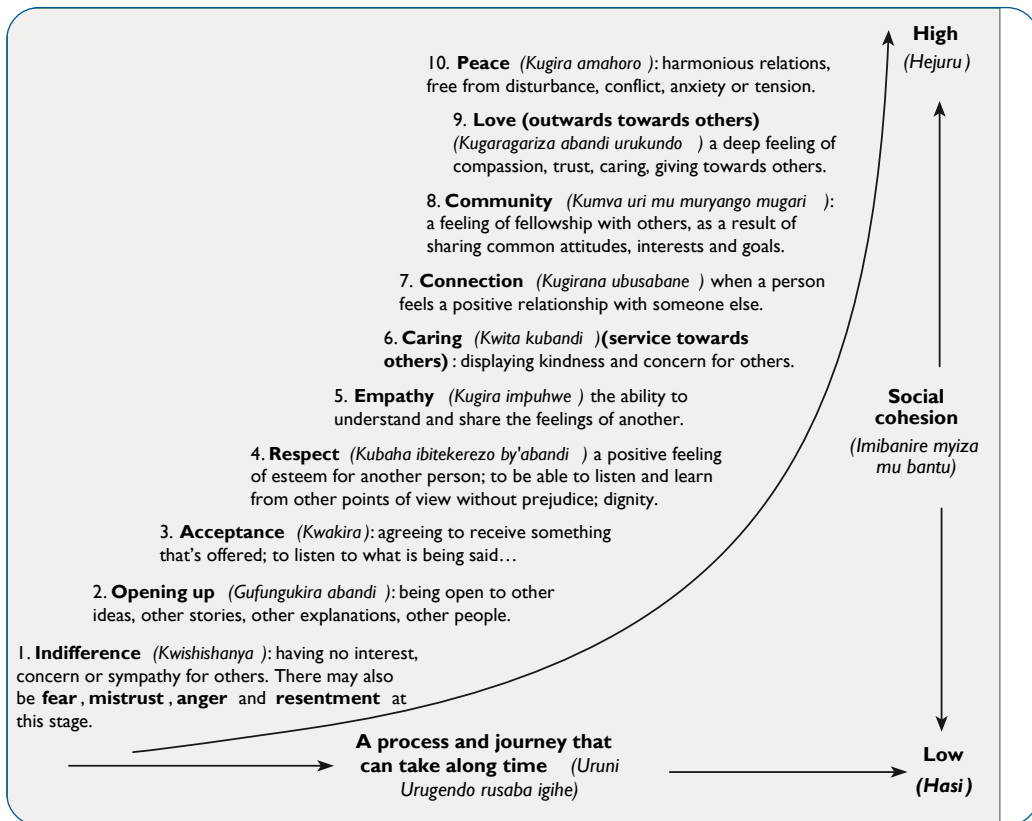 High
(Hejuru)
10. Peace (Kugira amahoro): harmonious relations,
free from disturbance, conflict, anxiety or tension.
9. Love (outwards towards others)
(Kugaragariza abandi urukundo ) a deep feeling of
compassion, trust, caring, giving towards others.
8. Community (Kumva uri mu muryango mugari ):
a feeling of fellowship with others, as a result of
sharing common attitudes, interests and goals.
7. Connection (Kugirana ubusabane ) when a person
feels a positive relationship with someone else.
6. Caring (Kwita kubandi )(service towards
others) : displaying kindness and concern for others.
5. Empathy (Kugira impuhwe ) the ability to
understand and share the feelings of another.
Social
cohesion
(Imibanire myiza
mu bantu)
4. Respect (Kubaha ibitekerezo by'abandi ) a positive feeling
of esteem for another person; to be able to listen and learn
from other points of view without prejudice; dignity.
3. Acceptance (Kwakira): agreeing to receive something
that's offered; to listen to what is being said…
2. Opening up (Gufungukira abandi ): being open to other
ideas, other stories, other explanations, other people.
1. Indifference (Kwishishanya ): having no interest,
concern or sympathy for others. There may also
be fear, mistrust, anger and resentment at
this stage.
A process and journey that
can take along time (Uruni
Urugendo rusaba igihe)
Low
(Hasi)